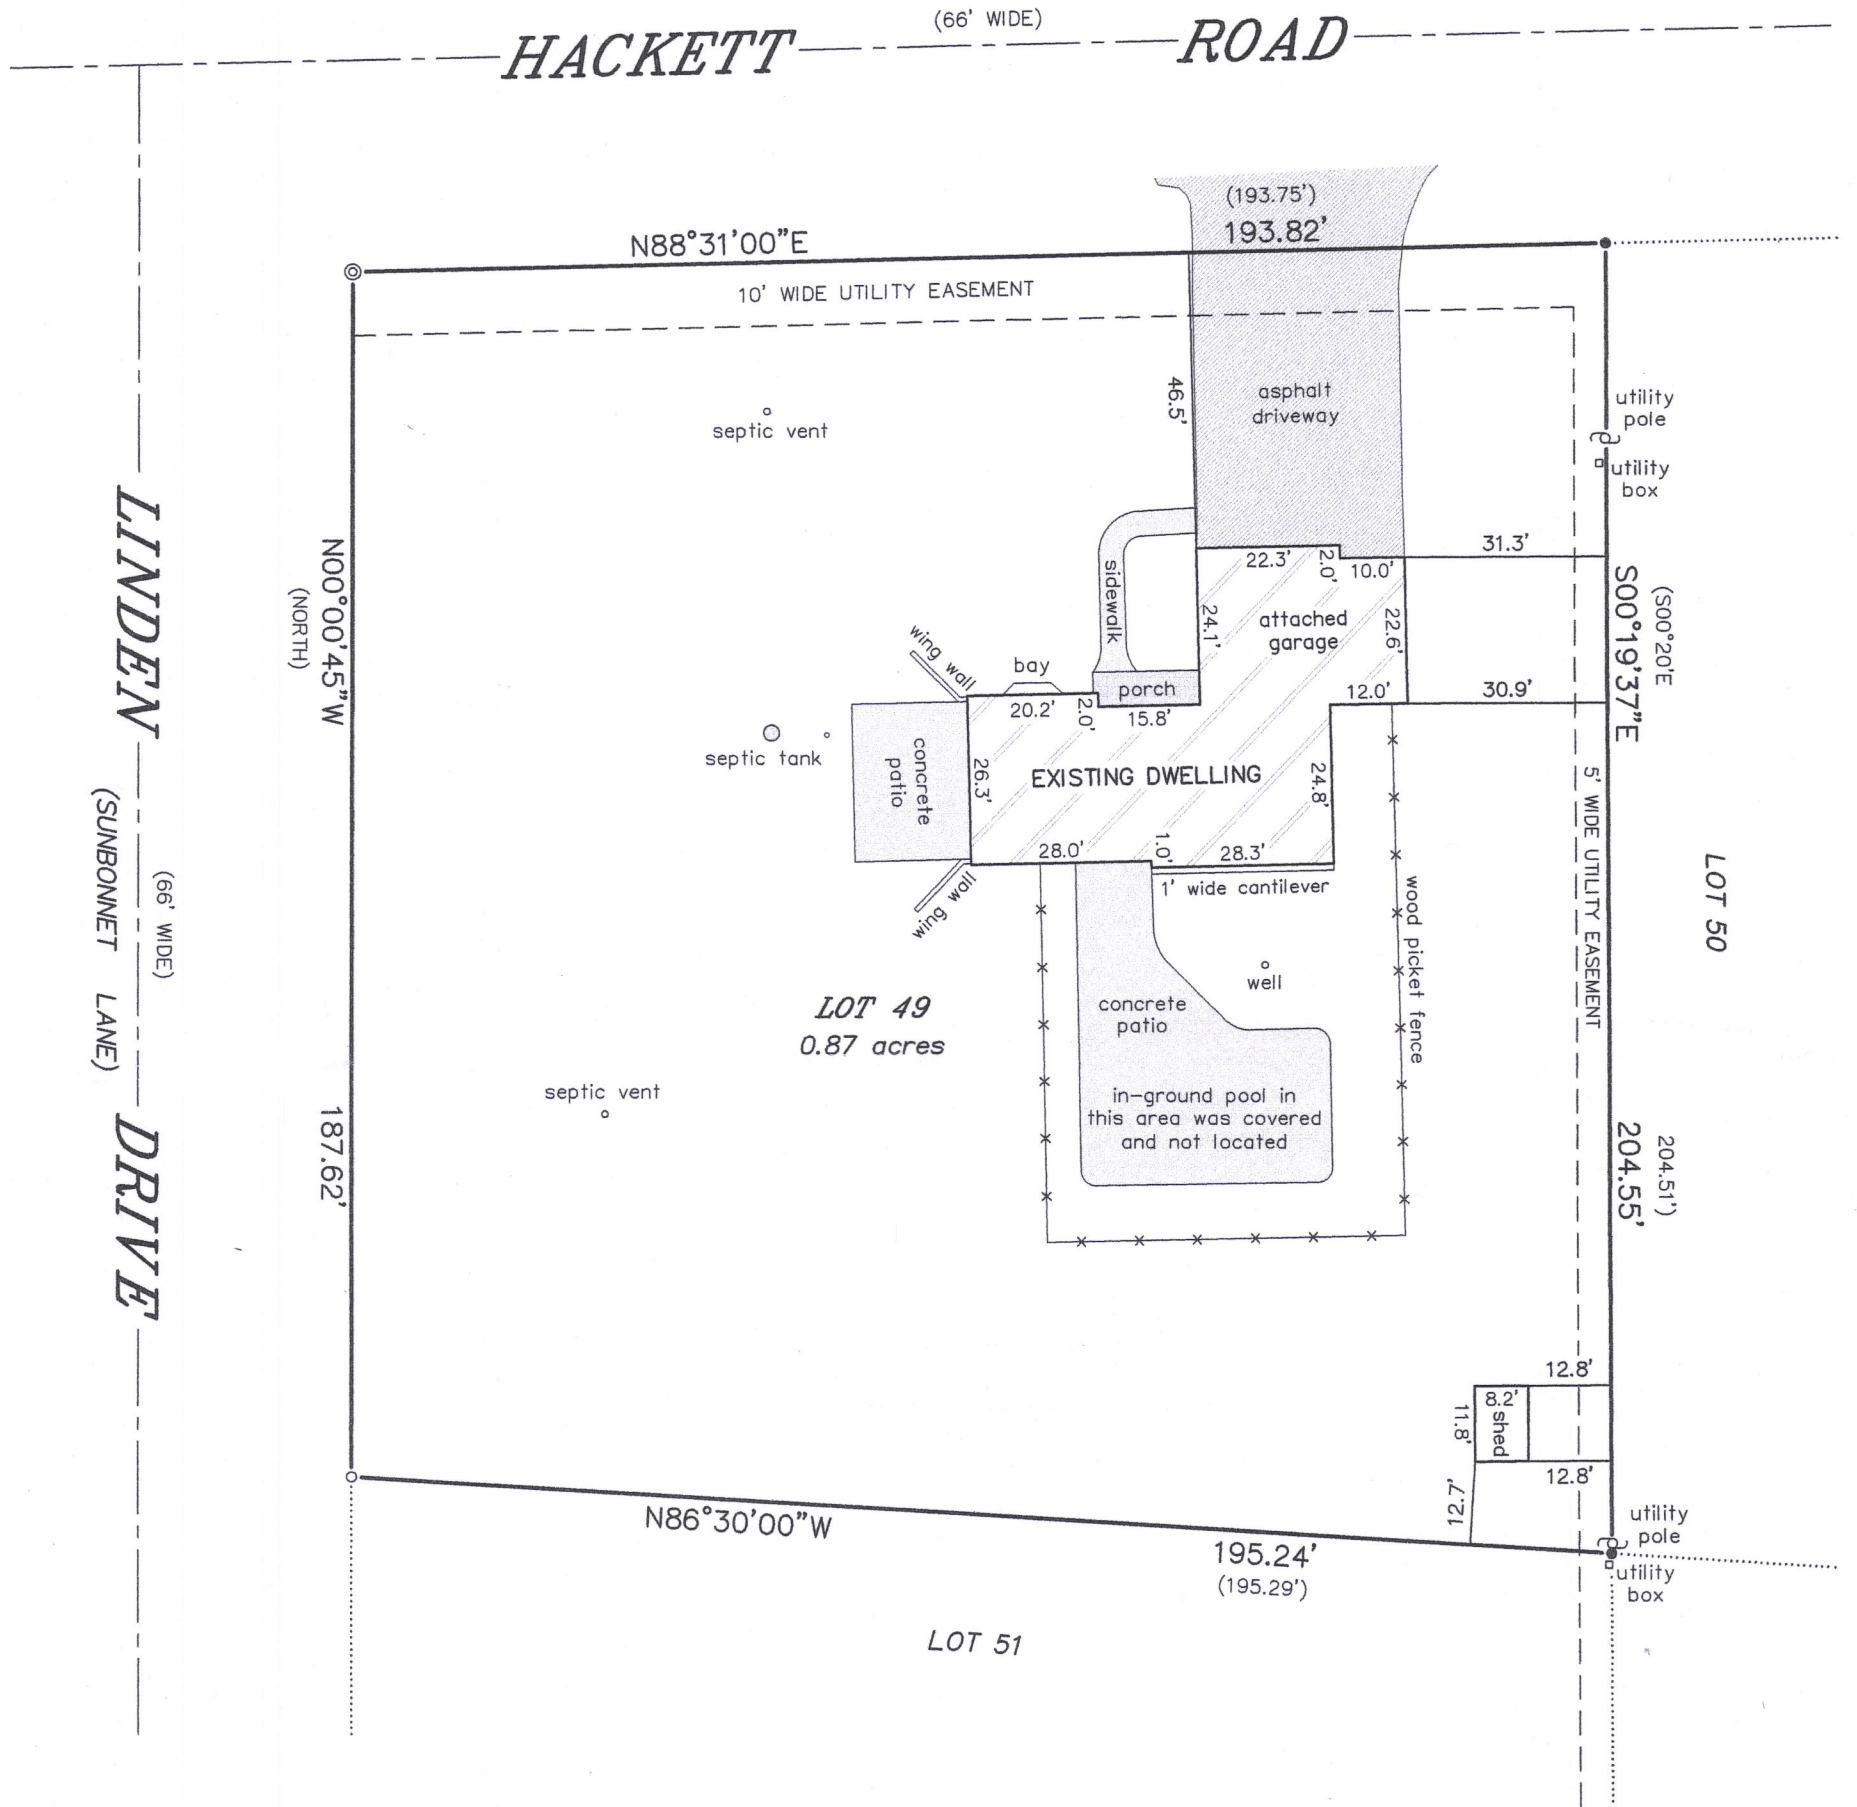 (66' WIDE)
HACKETT ROAD
(193.75')
193.82'
N88°31'00"E
10' WIDE UTILITY EASEMENT
septic vent
46.5'
asphalt
driveway
utility
pole
utility
box
31.3'
22.3'
2.0'
10.0'
sidewalk
24.1'
attached
garage
22.6'
S00°19'37"E
(S00°20'E
LINDEN DRIVE
(SUNBONNET LANE)
(66' WIDE)
N00°00'45"W
(NORTH)
187.62'
wing wall
bay
porch
12.0'
30.9'
20.2'
2.0'
15.8'
septic tank
concrete
patio
26.3'
EXISTING DWELLING
24.8'
5' WIDE UTILITY EASEMENT
28.0'
1.0'
28.3'
wing wall
1' wide cantilever
wood picket fence
LOT 50
well
LOT 49
0.87 acres
concrete
patio
septic vent
in-ground pool in
this area was covered
and not located
204.51')
204.55'
12.8'
8.2'
shed
11.8'
12.8'
12.7'
N86°30'00"W
195.24'
(195.29')
utility
pole
utility
box
LOT 51